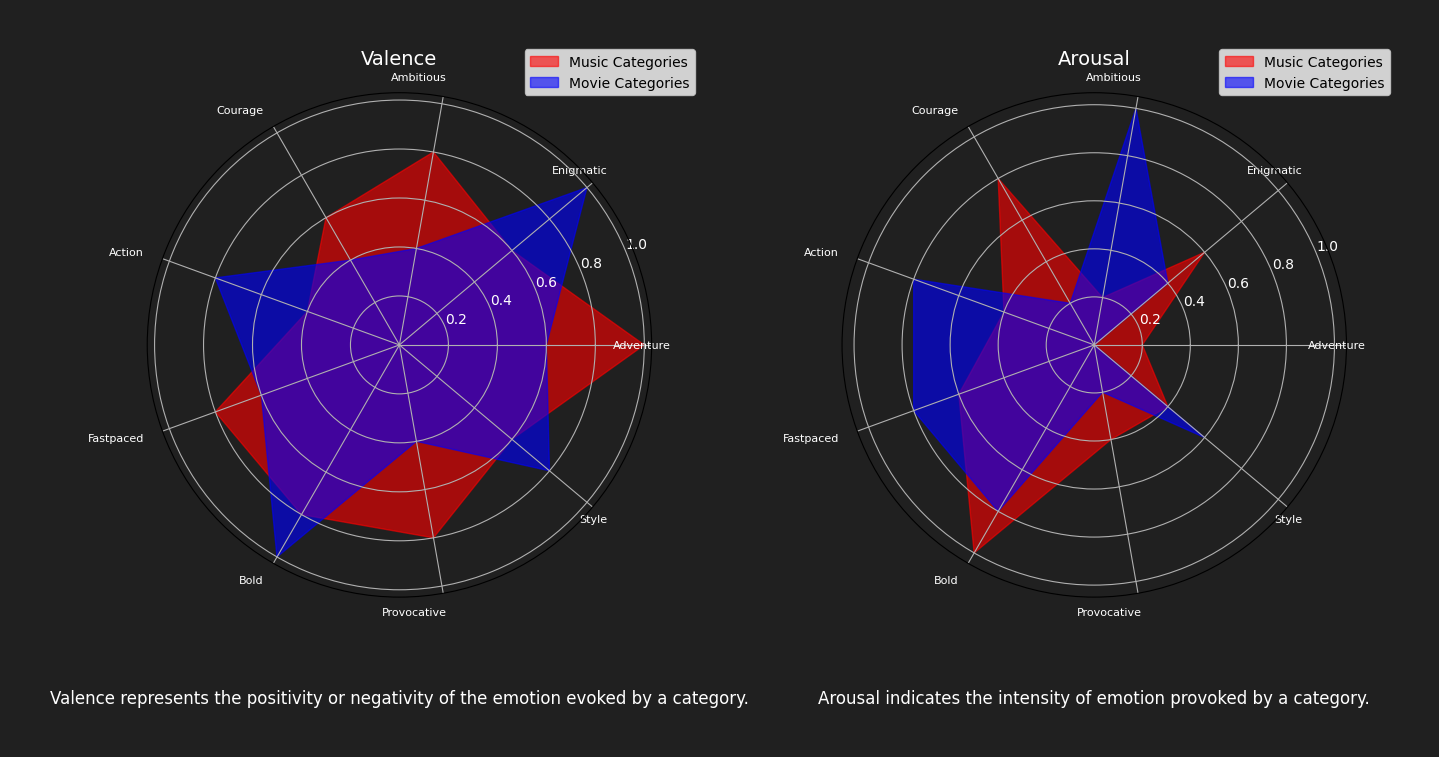 Valence
Music Categories
Movie Categories
Ambitious
Courage
Enigmatic
Action
1.0
0.8
0.6
0.4
0.2
Adventure
Fastpaced
Style
Bold
Provocative
Valence represents the positivity or negativity of the emotion evoked by a category.
Arousal
Music Categories
Movie Categories
Ambitious
Courage
Enigmatic
Action
1.0
0.8
0.6
0.4
0.2
Adventure
Fastpaced
Style
Bold
Provocative
Arousal indicates the intensity of emotion provoked by a category.